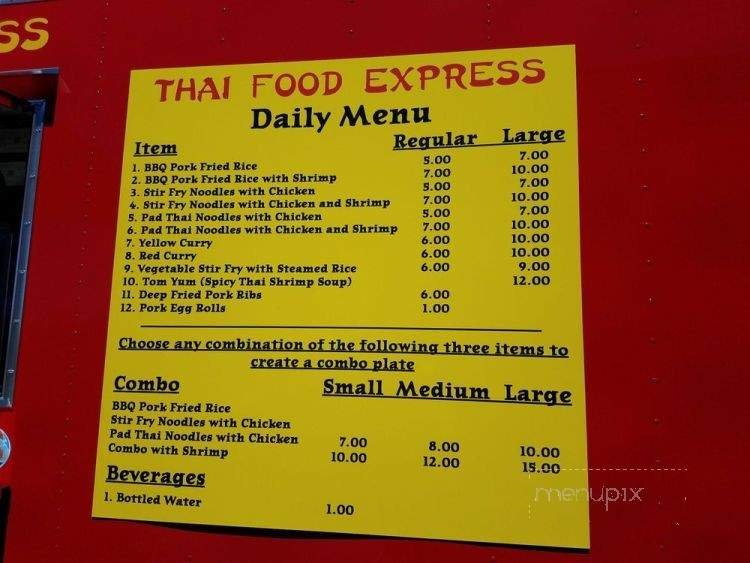 SS
THAI FOOD EXPRESS
Daily Menu
Item Regular Large
1. BBQ Pork Fried Rice 5.00 7.00
2. BBQ Pork Fried Rice with Shrimp 7.00 10.00
3. Stir Fry Noodles with Chicken 5.00 7.00
4. Stir Fry Noodles with Chicken and Shrimp 7.00 10.00
5. Pad Thai Noodles with Chicken 5.00 7.00
6. Pad Thai Noodles with Chicken and Shrimp 7.00 10.00
7. Yellow Curry 6.00 10.00
8. Red Curry 6.00 10.00
9. Vegetable Stir Fry with Steamed Rice 6.00 9.00
10. Tom Yum (Spicy Thai Shrimp Soup) 12.00
11. Deep Fried Pork Ribs 6.00
12. Pork Egg Rolls 1.00
Choose any combination of the following three items to
create a combo plate
Combo Small Medium Large
BBQ Pork Fried Rice
Stir Fry Noodles with Chicken
Pad Thai Noodles with Chicken 7.00 8.00 10.00
Combo with Shrimp 10.00 12.00 15.00
Beverages
1. Bottled Water 1.00
menupix